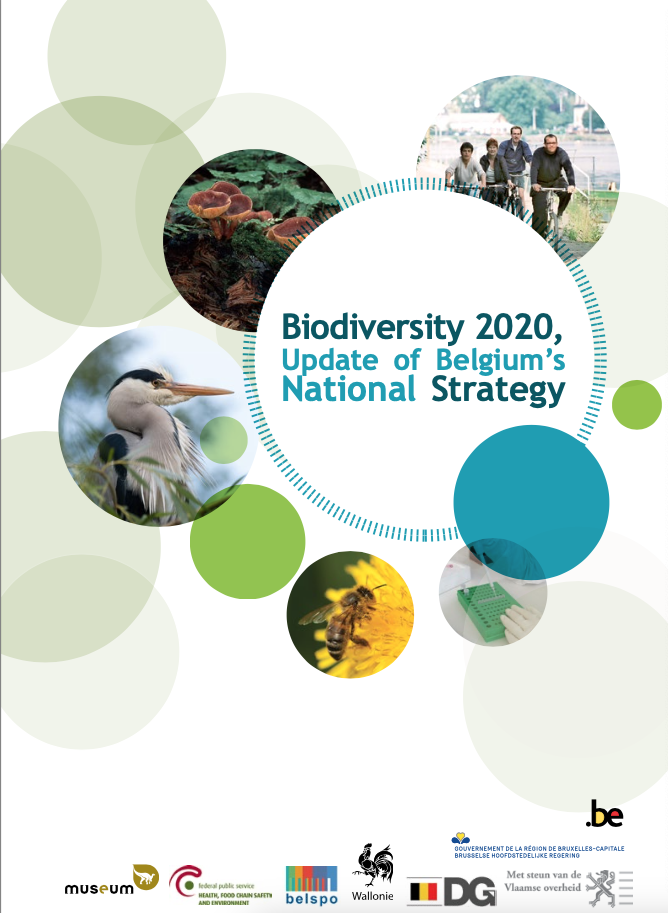 Biodiversity 2020,
Update of Belgium's
National Strategy
.be
GOUVERNEMENT DE LA RÉGION DE BRUXELLES-CAPITALE
BRUSSELSE HOOFDSTEDELIJKE REGERING
museum
federal public service
HEALTH, FOOD CHAIN SAFETY
AND ENVIRONMENT
belspo
Wallonie
DG
Met steun van de
Vlaamse overheid